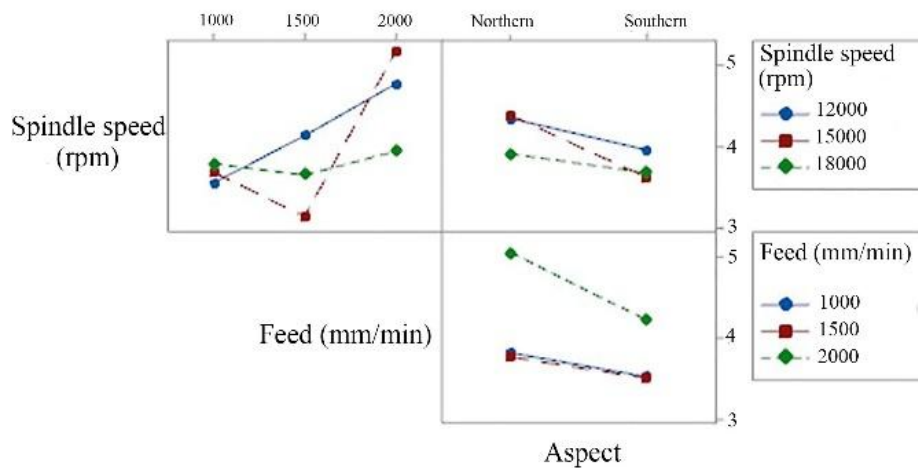 1000 1500 2000 Northern Southern
5
4
3
Spindle speed
(rpm)
Spindle speed
(rpm)
12000
15000
18000
5
4
3
Feed (mm/min)
Feed (mm/min)
1000
1500
2000
Aspect